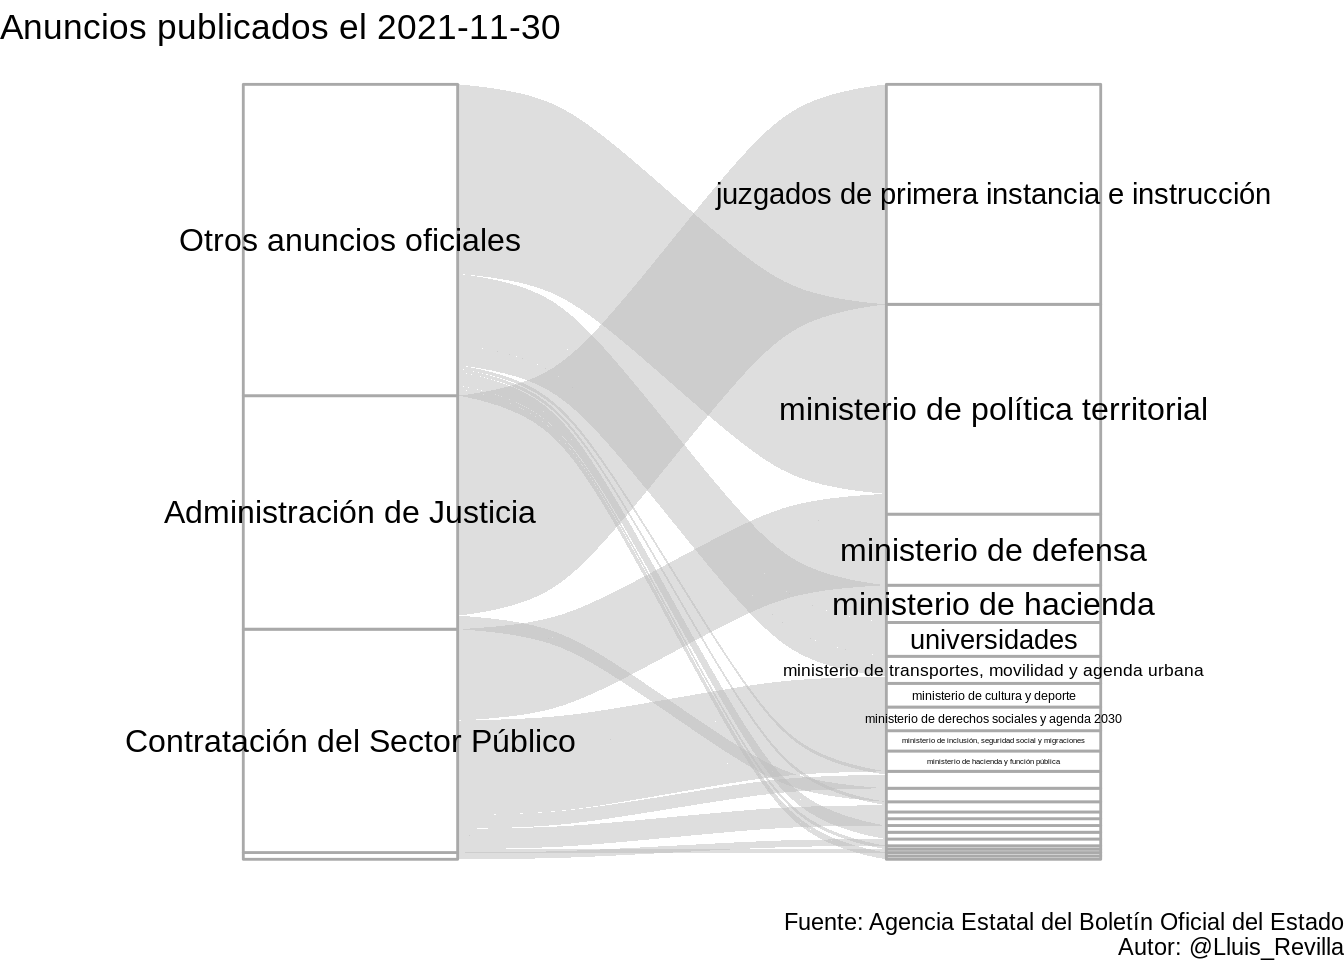 Anuncios publicados el 2021-11-30
Otros anuncios oficiales
Administración de Justicia
Contratación del Sector Público
juzgados de primera instancia e instrucción
ministerio de política territorial
ministerio de defensa
ministerio de hacienda
universidades
ministerio de transportes, movilidad y agenda urbana
ministerio de cultura y deporte
ministerio de derechos sociales y agenda 2030
ministerio de inclusión, seguridad social y migraciones
ministerio de hacienda y función pública
Fuente: Agencia Estatal del Boletín Oficial del Estado
Autor: @Lluis_Revilla